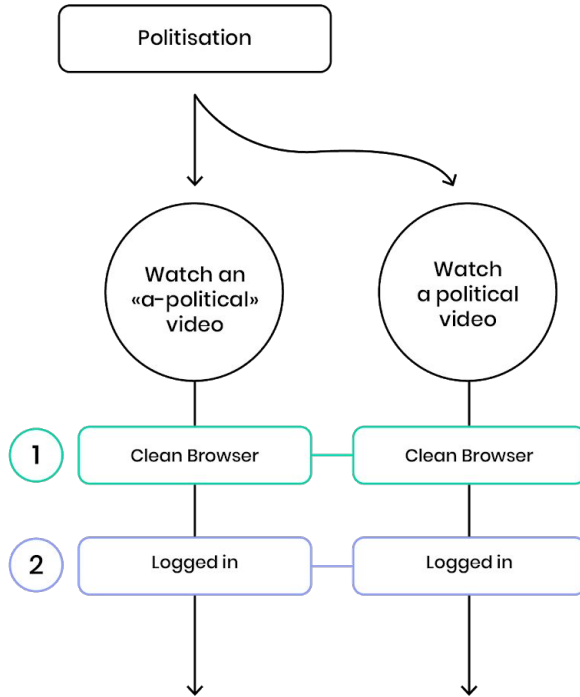 Politisation
Watch an
«a-political»
video
Watch
a political
video
1
Clean Browser
Clean Browser
2
Logged in
Logged in